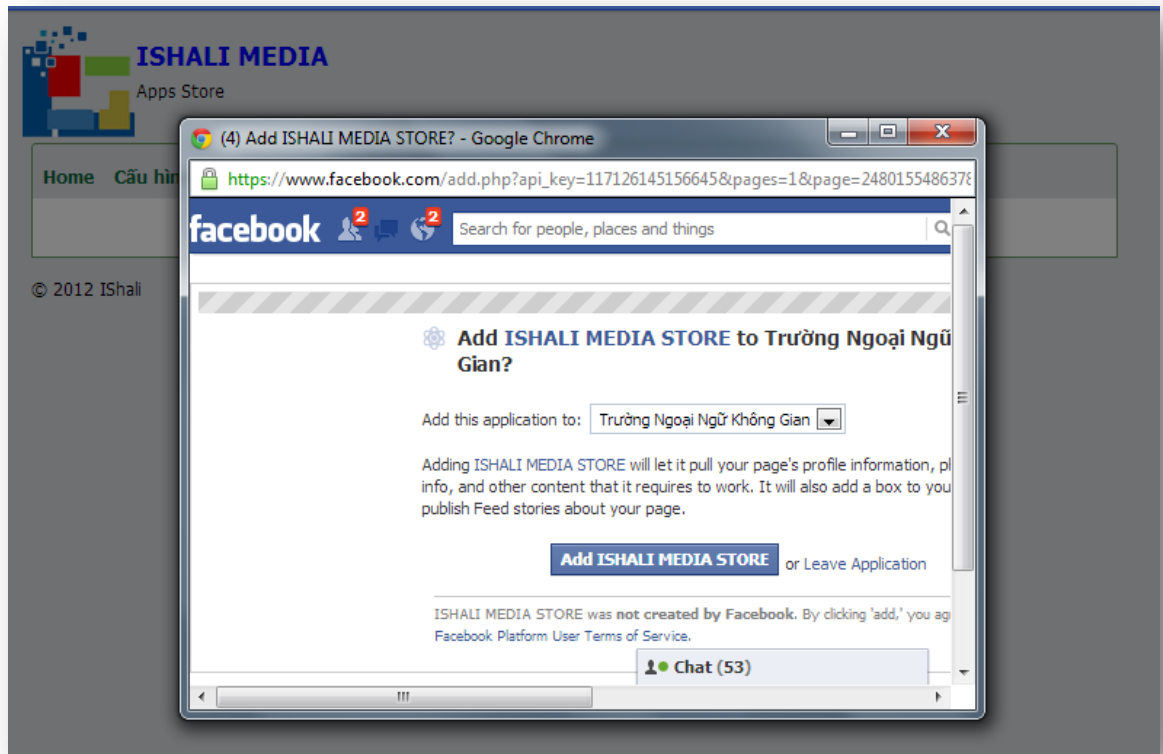 ISHALI MEDIA
Apps Store
(4) Add ISHALI MEDIA STORE? - Google Chrome
Home Cấu hìn
https://www.facebook.com/add.php?api_key=117126145156645&pages=1&page=2480155486378
facebook 2 2 Search for people, places and things
© 2012 IShali
Add ISHALI MEDIA STORE to Trường Ngoại Ngữ
Gian?
Add this application to: Trường Ngoại Ngữ Không Gian
Adding ISHALI MEDIA STORE will let it pull your page's profile information, pl
info, and other content that it requires to work. It will also add a box to you
publish Feed stories about your page.
Add ISHALI MEDIA STORE or Leave Application
ISHALI MEDIA STORE was not created by Facebook. By clicking 'add,' you ag
Facebook Platform User Terms of Service.
Chat (53)